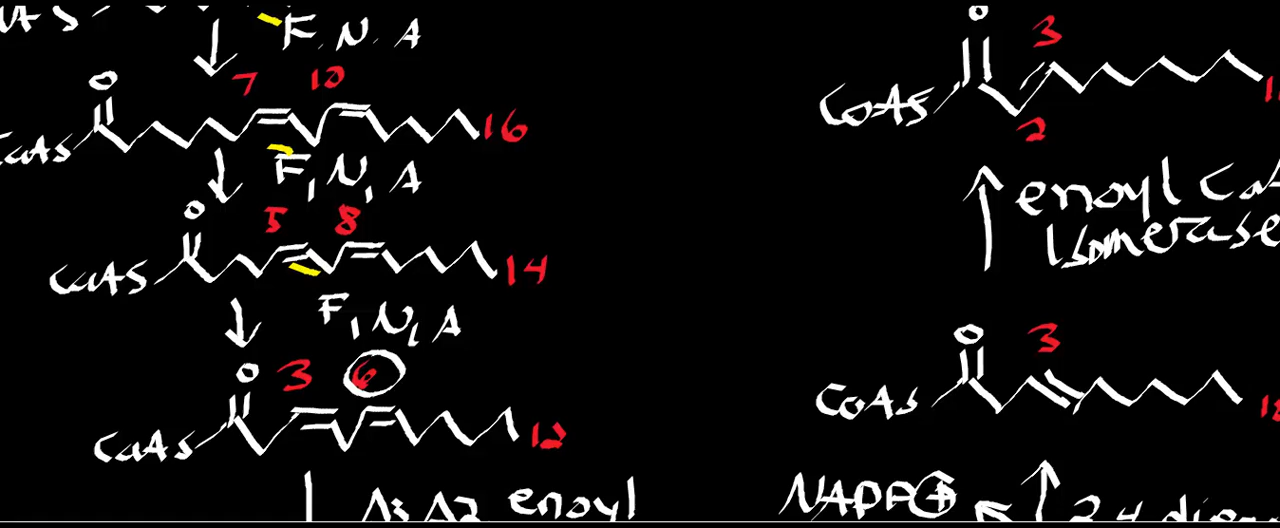 F, N, A
O
7 10
CoAS 16
F, N, A
O
5 8
CoAS 14
F, N, A
O
3 6
CoAS 12
Δ3 Δ2 enoyl
O
3
CoAS
2
enoyl CoA
Isomerase
O
3
CoAS
NADP+ 2,4